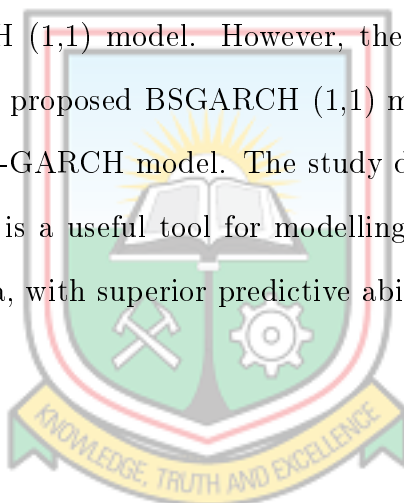 H (1,1) model. However, the
proposed BSGARCH (1,1) m
-GARCH model. The study d
is a useful tool for modelling
a, with superior predictive abi
KNOWLEDGE, TRUTH AND EXCELLENCE